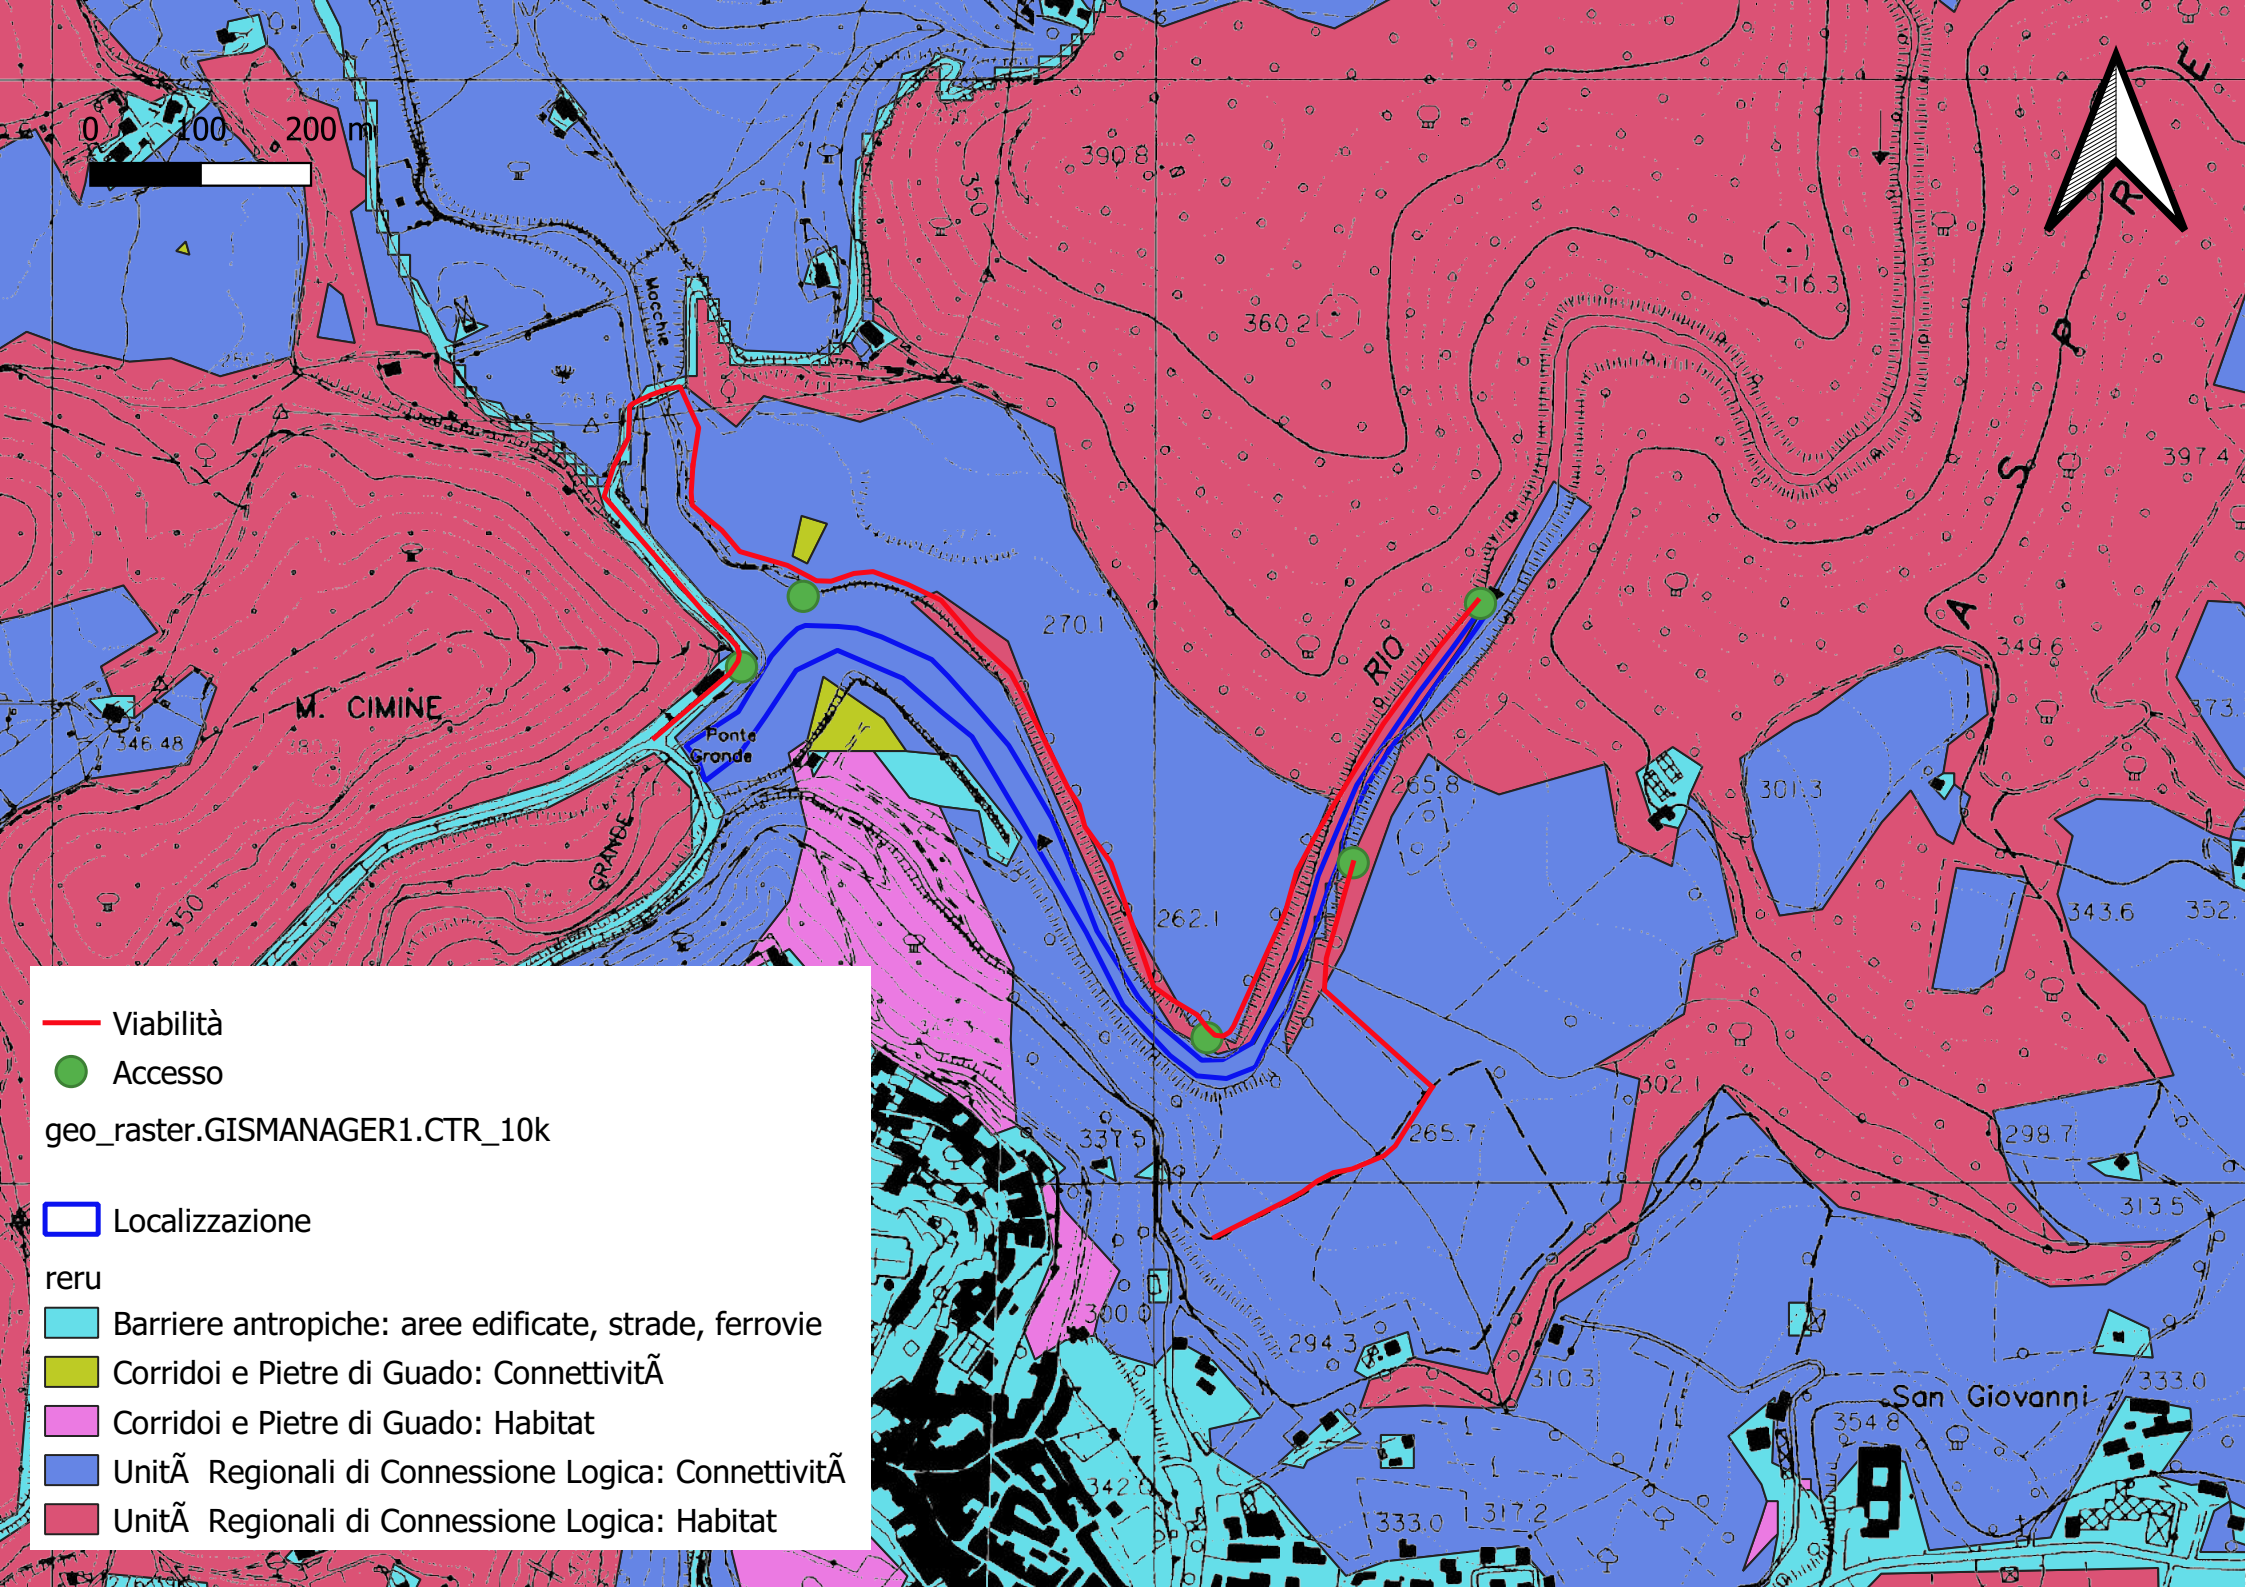 0 100 200 m
390.8
350
316.3
360.2
Mocchie
E
R
P
S
A
397.4
263.6
270.1
349.6
RIO
M. CIMINE
346.48
Ponte
Grande
265.8
301.3
373.
GRANDE
350
262.1
343.6
352.
302.1
337.5
265.7
298.7
313.5
300.0
294.3
310.3
San Giovanni
333.0
354.8
342.0
333.0
317.2
Viabilità
Accesso
geo_raster.GISMANAGER1.CTR_10k
Localizzazione
reru
Barriere antropiche: aree edificate, strade, ferrovie
Corridoi e Pietre di Guado: ConnettivitÃ
Corridoi e Pietre di Guado: Habitat
UnitÃ  Regionali di Connessione Logica: ConnettivitÃ
UnitÃ  Regionali di Connessione Logica: Habitat